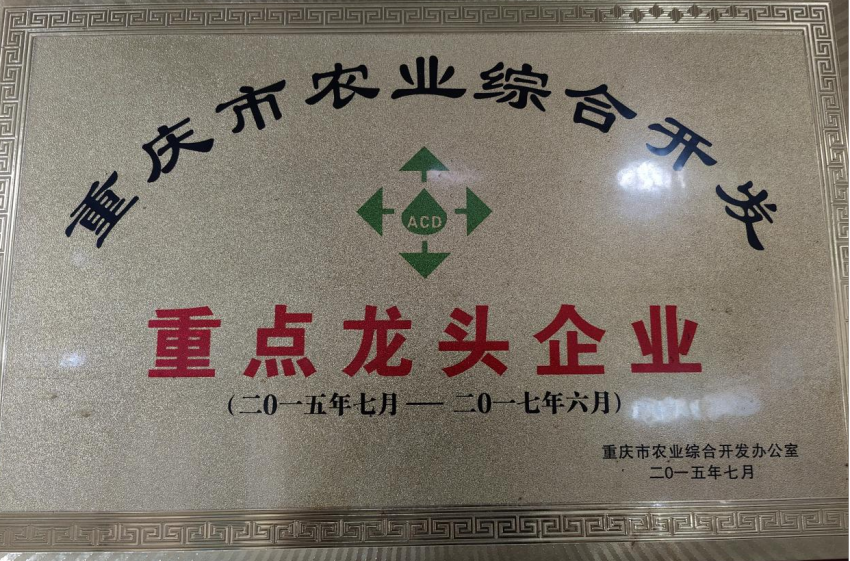 重庆市农业综合开发
ACD
重点龙头企业
(二0一五年七月——二0一七年六月)
重庆市农业综合开发办公室
二0一五年七月